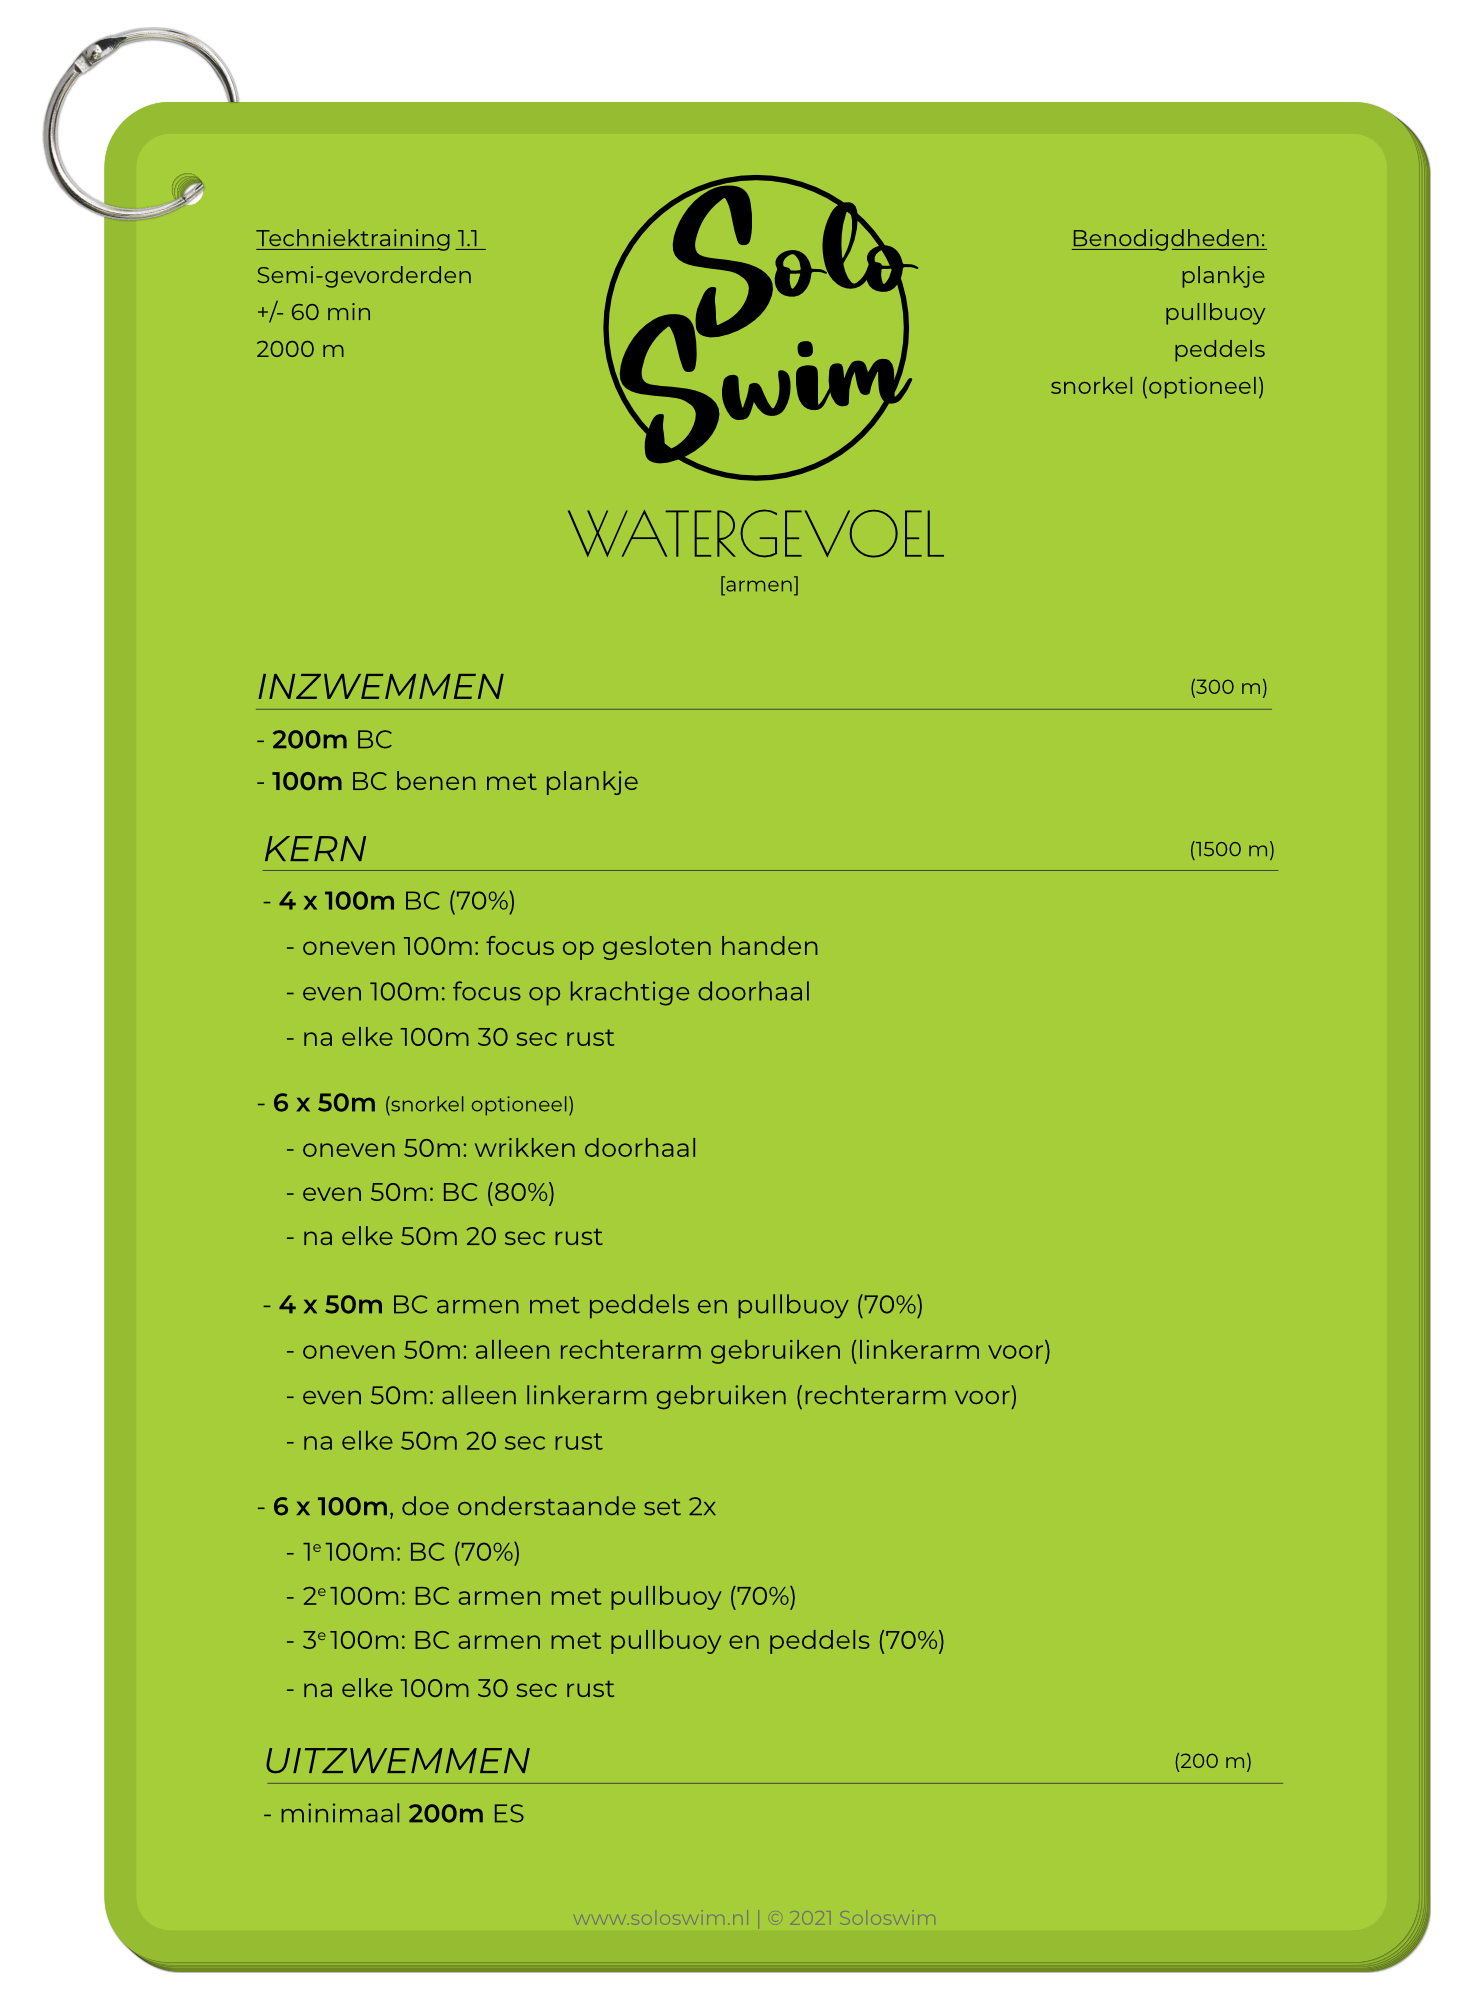 Techniektraining 1.1
Semi-gevorderden
+/- 60 min
2000 m
Solo
Swim
Benodigdheden:
plankje
pullbuoy
peddels
snorkel (optioneel)
WATERGEVOEL
[armen]
INZWEMMEN (300 m)
- 200m BC
- 100m BC benen met plankje
KERN (1500 m)
- 4 x 100m BC (70%)
- oneven 100m: focus op gesloten handen
- even 100m: focus op krachtige doorhaal
- na elke 100m 30 sec rust
- 6 x 50m (snorkel optioneel)
- oneven 50m: wrikken doorhaal
- even 50m: BC (80%)
- na elke 50m 20 sec rust
- 4 x 50m BC armen met peddels en pullbuoy (70%)
- oneven 50m: alleen rechterarm gebruiken (linkerarm voor)
- even 50m: alleen linkerarm gebruiken (rechterarm voor)
- na elke 50m 20 sec rust
- 6 x 100m, doe onderstaande set 2x
- 1e 100m: BC (70%)
- 2e 100m: BC armen met pullbuoy (70%)
- 3e 100m: BC armen met pullbuoy en peddels (70%)
- na elke 100m 30 sec rust
UITZWEMMEN (200 m)
- minimaal 200m ES
www.soloswim.nl | © 2021 Soloswim